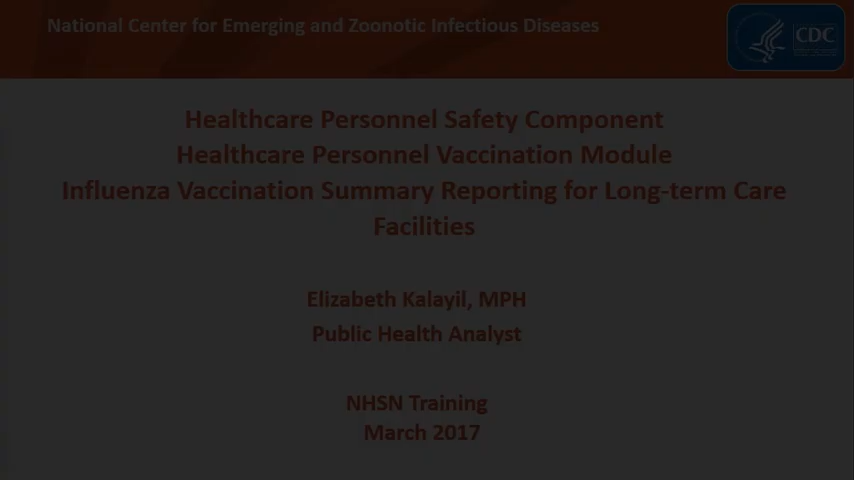 National Center for Emerging and Zoonotic Infectious Diseases
CDC
Healthcare Personnel Safety Component
Healthcare Personnel Vaccination Module
Influenza Vaccination Summary Reporting for Long-term Care
Facilities
Elizabeth Kalayil, MPH
Public Health Analyst
NHSN Training
March 2017